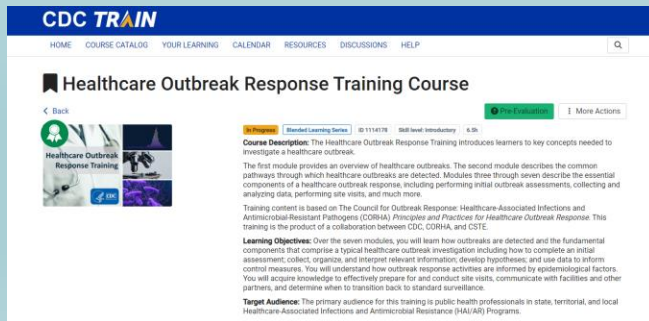 CDC TRAIN
HOME COURSE CATALOG YOUR LEARNING CALENDAR RESOURCES DISCUSSIONS HELP
Healthcare Outbreak Response Training Course
Back
Pre-Evaluation More Actions
Healthcare Outbreak
Response Training
CDC
In Progress Blended Learning Series ID 1114178 Skill level: Introductory 6.5h
Course Description: The Healthcare Outbreak Response Training introduces learners to key concepts needed to
investigate a healthcare outbreak.
The first module provides an overview of healthcare outbreaks. The second module describes the common
pathways through which healthcare outbreaks are detected. Modules three through seven describe the essential
components of a healthcare outbreak response, including performing initial outbreak assessments, collecting and
analyzing data, performing site visits, and much more.
Training content is based on The Council for Outbreak Response: Healthcare-Associated Infections and
Antimicrobial-Resistant Pathogens (CORHA) Principles and Practices for Healthcare Outbreak Response. This
training is the product of a collaboration between CDC, CORHA, and CSTE.
Learning Objectives: Over the seven modules, you will learn how outbreaks are detected and the fundamental
components that comprise a typical healthcare outbreak investigation including how to complete an initial
assessment; collect, organize, and interpret relevant information; develop hypotheses; and use data to inform
control measures. You will understand how outbreak response activities are informed by epidemiological factors.
You will acquire knowledge to effectively prepare for and conduct site visits, communicate with facilities and other
partners, and determine when to transition back to standard surveillance.
Target Audience: The primary audience for this training is public health professionals in state, territorial, and local
Healthcare-Associated Infections and Antimicrobial Resistance (HAI/AR) Programs.